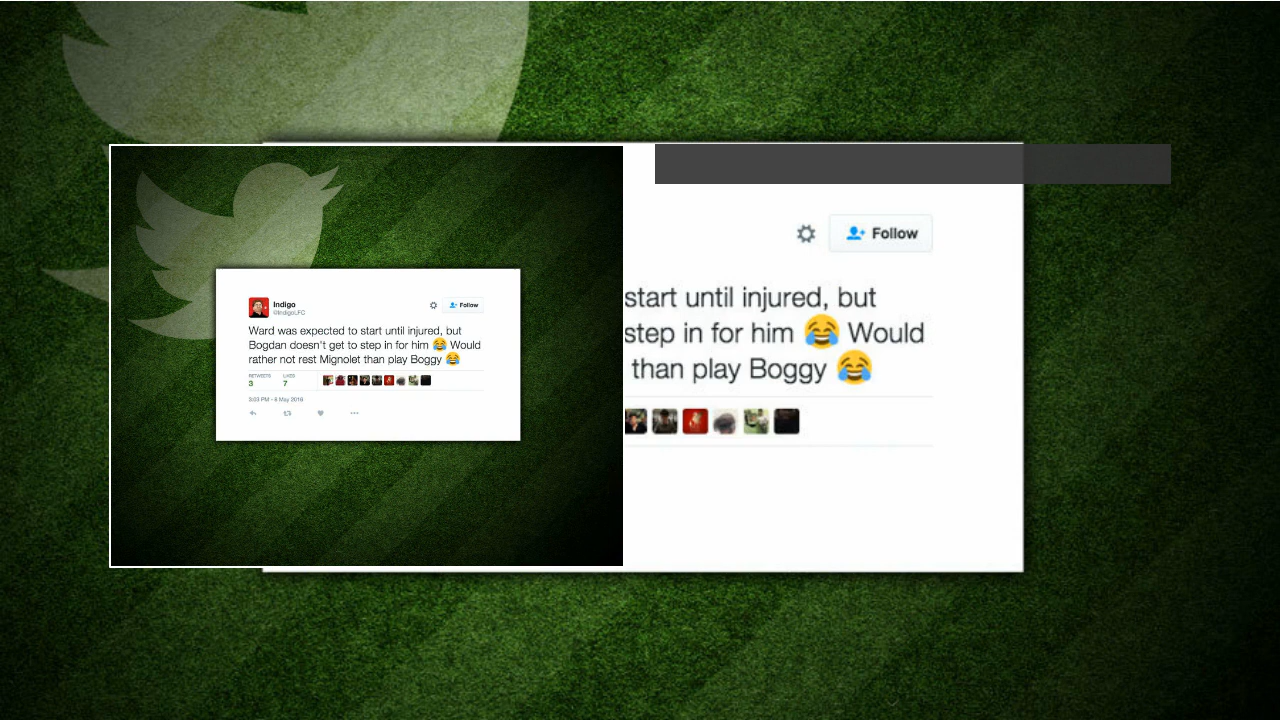 Indigo
@IndigoLFC
Follow
Ward was expected to start until injured, but
Bogdan doesn't get to step in for him 😂 Would
rather not rest Mignolet than play Boggy 😂
RETWEETS LIKES
3 7
3:03 PM - 8 May 2016
Follow
start until injured, but
step in for him 😂 Would
than play Boggy 😂